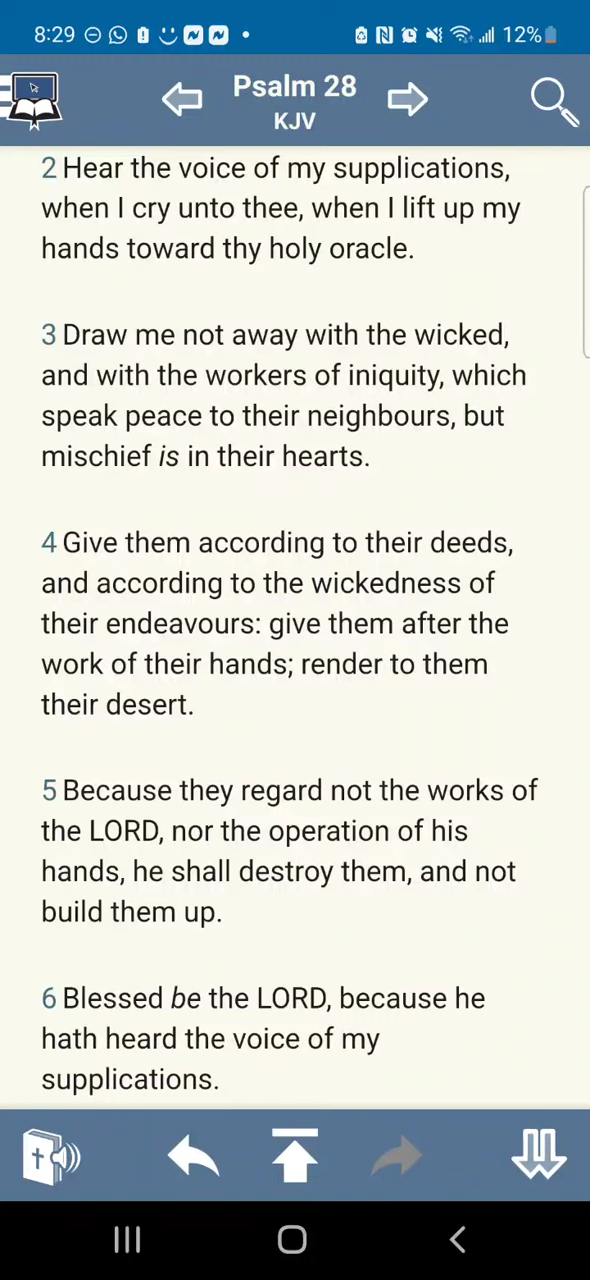 8:29 12%
Psalm 28
KJV
2 Hear the voice of my supplications,
when I cry unto thee, when I lift up my
hands toward thy holy oracle.
3 Draw me not away with the wicked,
and with the workers of iniquity, which
speak peace to their neighbours, but
mischief is in their hearts.
4 Give them according to their deeds,
and according to the wickedness of
their endeavours: give them after the
work of their hands; render to them
their desert.
5 Because they regard not the works of
the LORD, nor the operation of his
hands, he shall destroy them, and not
build them up.
6 Blessed be the LORD, because he
hath heard the voice of my
supplications.